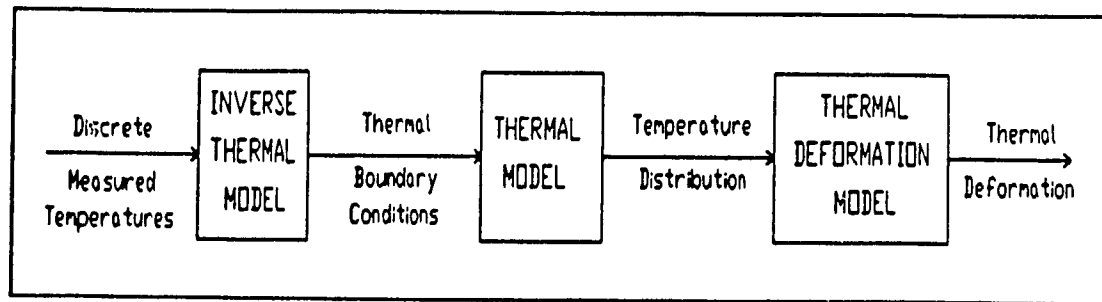 Discrete
Measured
Temperatures
INVERSE
THERMAL
MODEL
Thermal
Boundary
Conditions
THERMAL
MODEL
Temperature
Distribution
THERMAL
DEFORMATION
MODEL
Thermal
Deformation